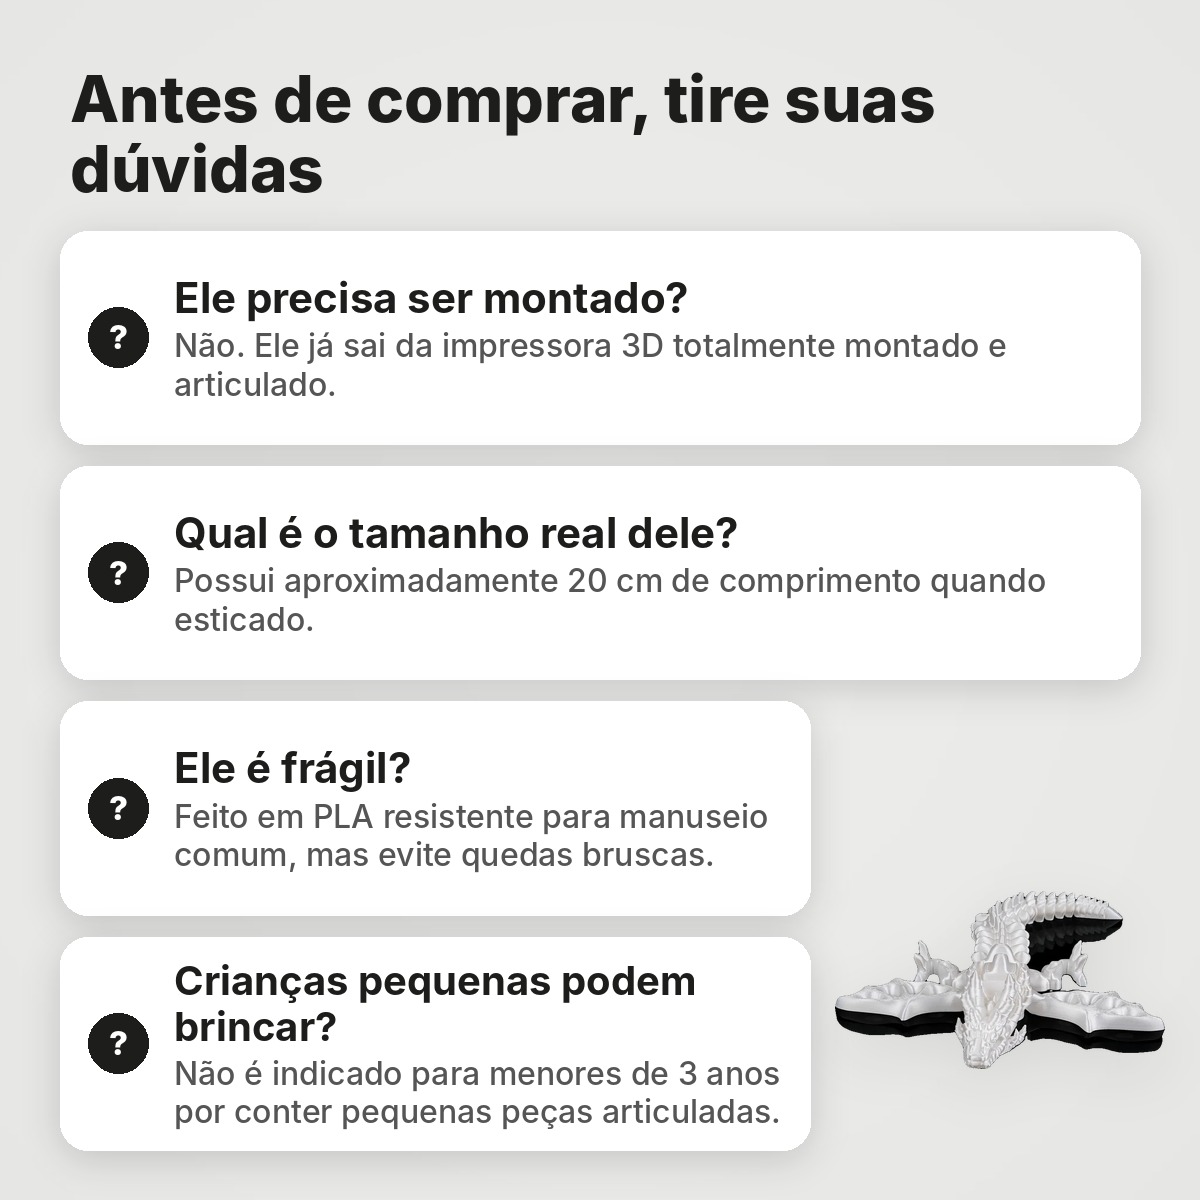 Antes de comprar, tire suas
dúvidas
?
Ele precisa ser montado?
Não. Ele já sai da impressora 3D totalmente montado e
articulado.
?
Qual é o tamanho real dele?
Possui aproximadamente 20 cm de comprimento quando
esticado.
?
Ele é frágil?
Feito em PLA resistente para manuseio
comum, mas evite quedas bruscas.
?
Crianças pequenas podem
brincar?
Não é indicado para menores de 3 anos
por conter pequenas peças articuladas.